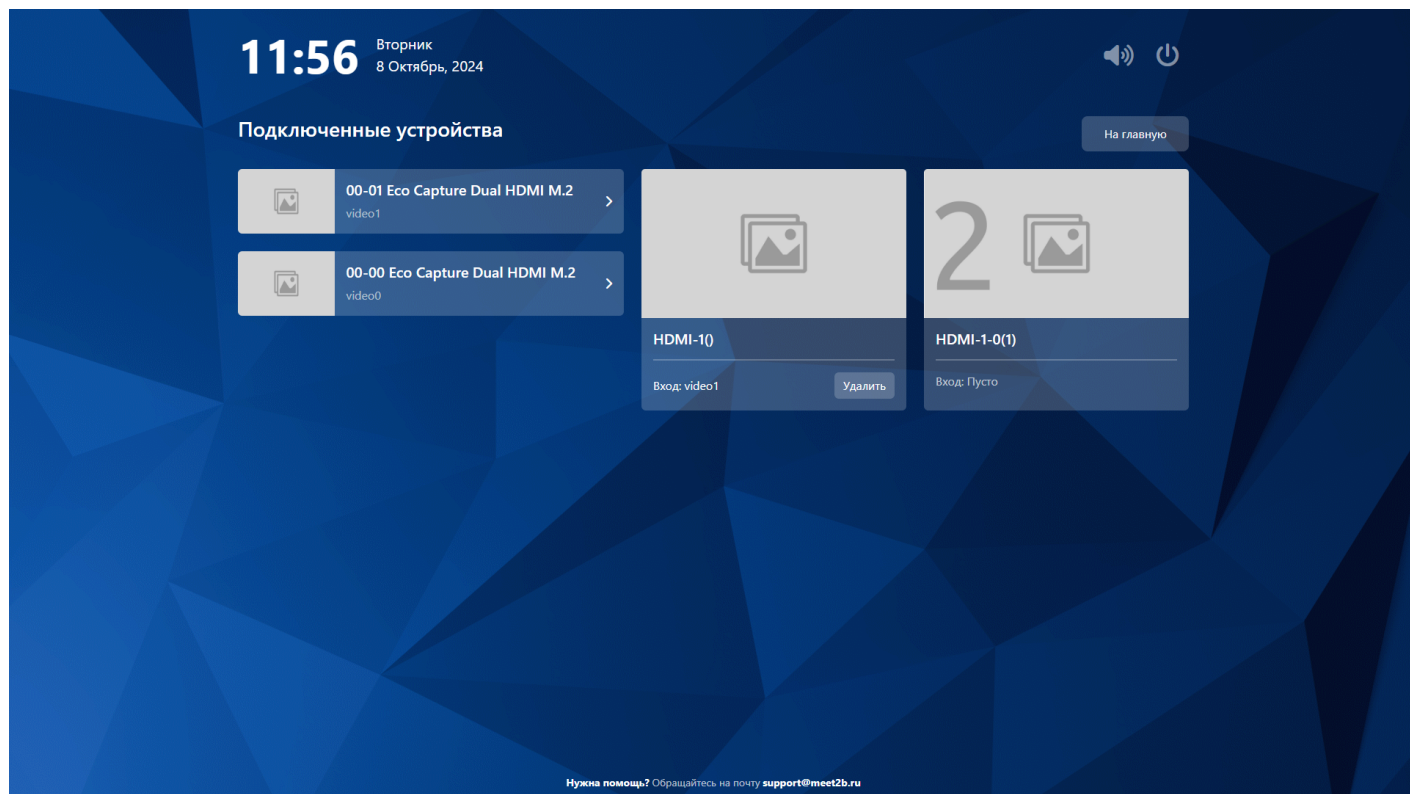 11:56
Вторник
8 Октябрь, 2024
Подключенные устройства
На главную
00-01 Eco Capture Dual HDMI M.2
video1
00-00 Eco Capture Dual HDMI M.2
video0
HDMI-1()
Вход: video1
Удалить
2
HDMI-1-0(1)
Вход: Пусто
Нужна помощь? Обращайтесь на почту support@meet2b.ru